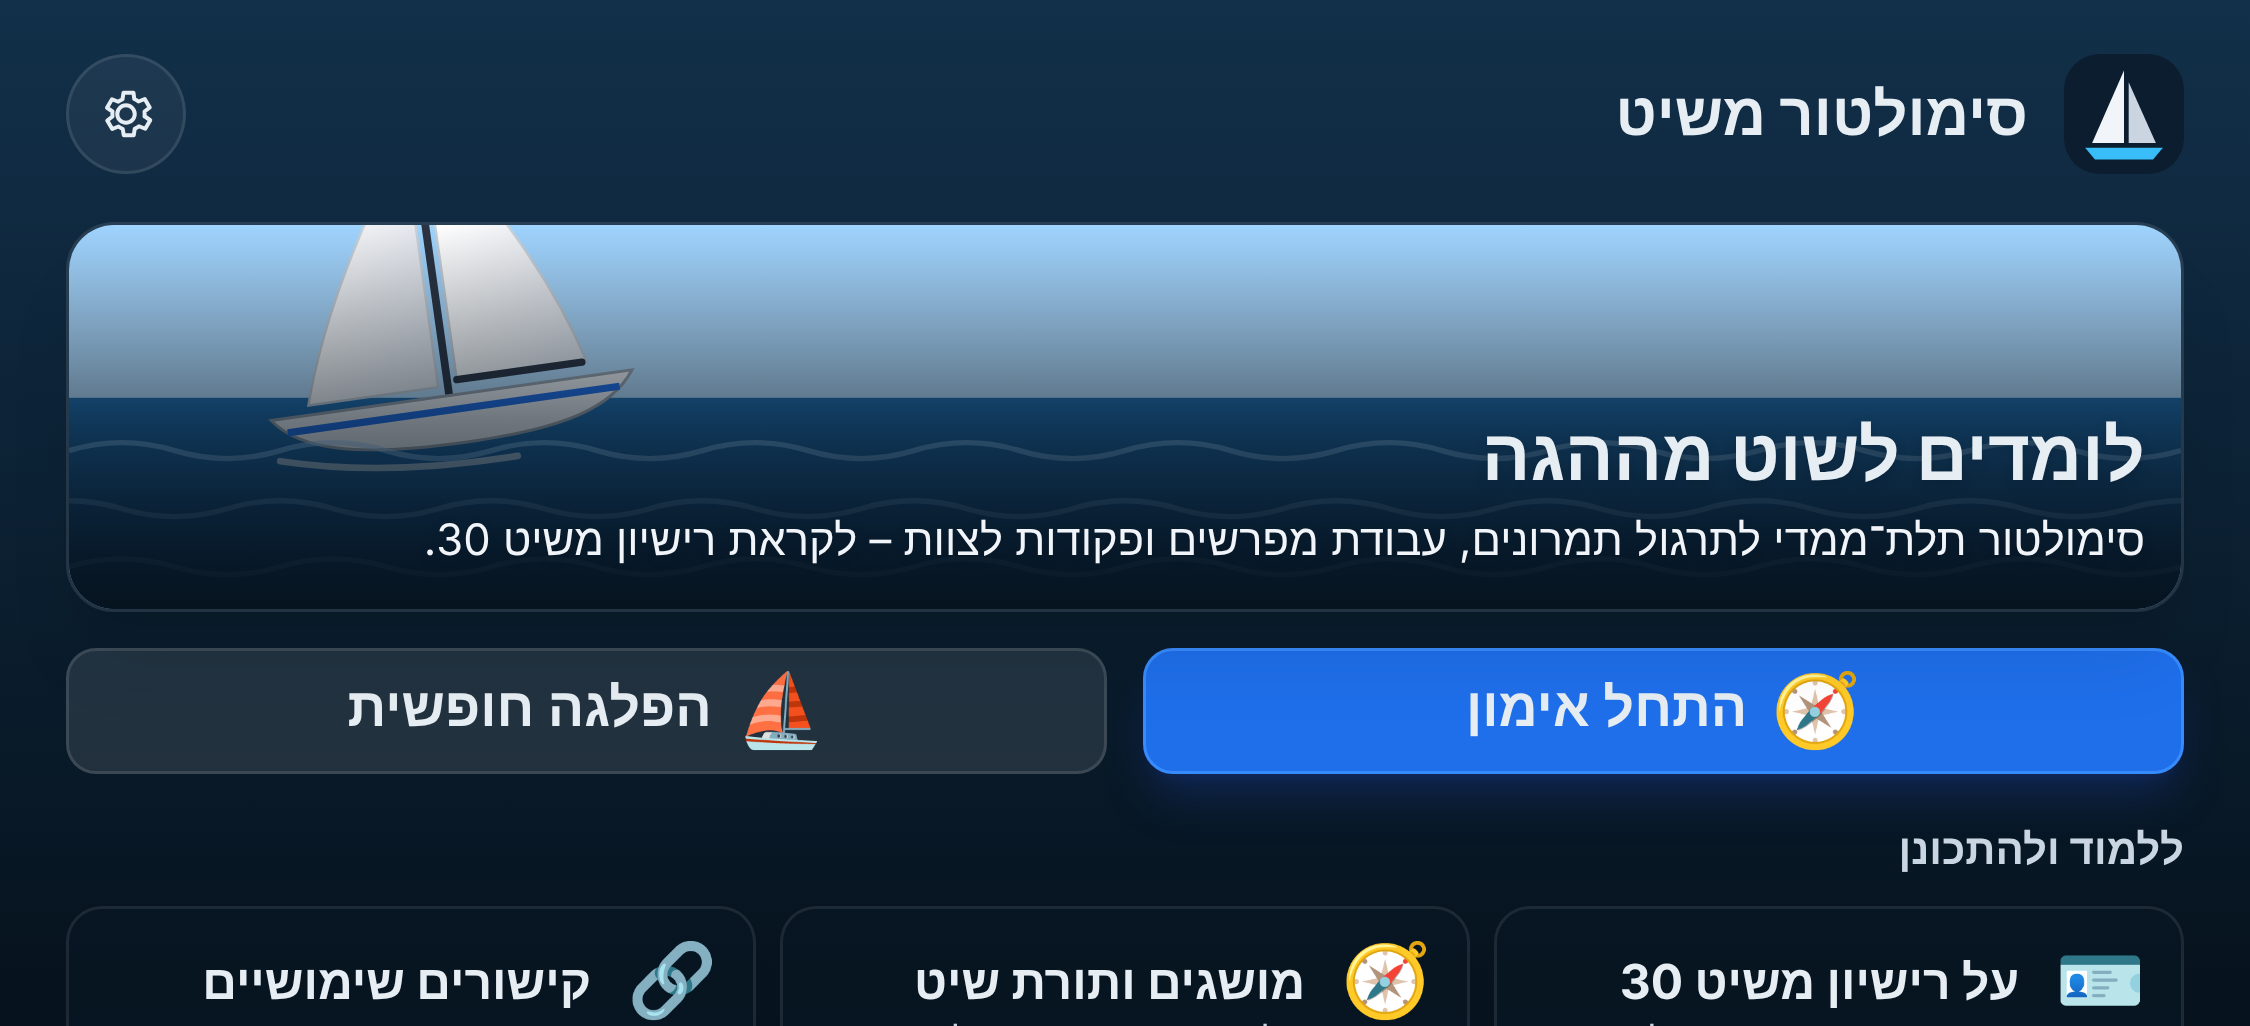 סימולטור משיט
לומדים לשוט מההגה
סימולטור תלת־ממדי לתרגול תמרונים, עבודת מפרשים ופקודות לצוות – לקראת רישיון משיט 30.
התחל אימון
הפלגה חופשית
ללמוד ולהתכונן
על רישיון משיט 30
מושגים ותורת שיט
קישורים שימושיים